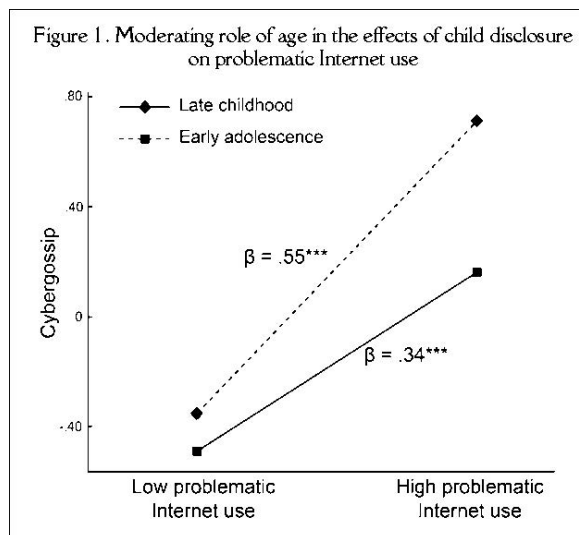 Figure 1. Moderating role of age in the effects of child disclosure
on problematic Internet use
.80
Late childhood
Early adolescence
.40
β = .55***
Cybergossip
0
β = .34***
-.40
Low problematic
Internet use
High problematic
Internet use